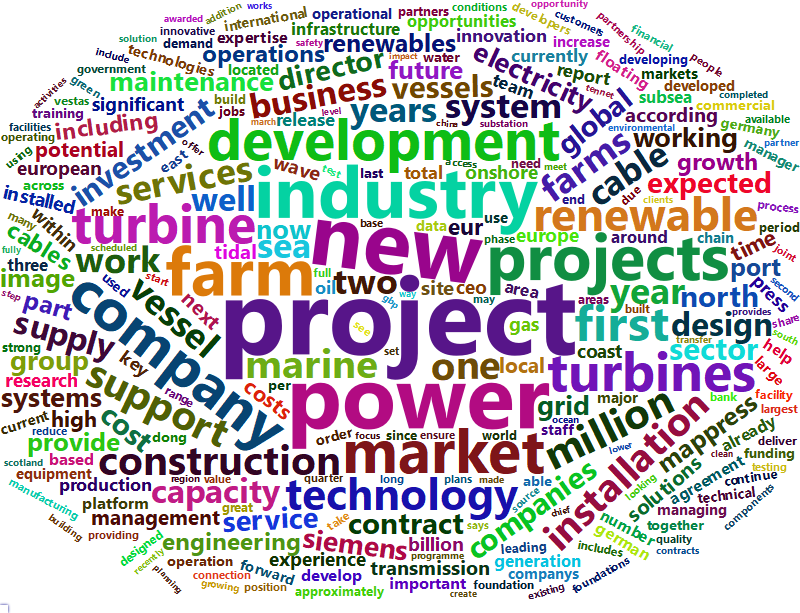 awarded addition works
opportunity
conditions
developers
customers
partnership
financial
people
innovative
international
operational
partners
solution
demand
expertise
infrastructure
opportunities
include
technologies
safety
renewables
innovation
increase
floating
developing
government
located
operations
impact
water
currently
markets
activities
green
maintenance
director
future
electricity
report
tennet
developed
completed
vestas
significant
build
business
vessels
team
subsea
commercial
training
jobs
release
level
years
system
global
according
available
facilities
including
investment
march
china
substation
environmental
germany
partner
operating
potential
offer
development
farms
working
manager
using
european
east
services
wave
test
last
total
access
onshore
need
meet
cable
growth
across
well
industry
end
due
expected
clients
process
installed
make
turbine
now
base
data
eur
use
renewable
period
many
within
scheduled
tidal
sea
new
phase
europe
around
chain
time
joint
fully
cables
three
work
farm
full
oil
two
site
ceo
area
projects
port
second
image
used
start
vessel
gbp
way
may
areas
year
north
press
provides
step
part
next
project
see
gas
built
first
design
share
south
supply
company
set
transfer
strong
key
marine
one
local
coast
sector
help
group
support
range
costs
per
power
turbines
large
research
systems
cost
major
bank
facility
current
high
order
focus
since
ensure
world
grid
ocean
staff
million
installation
mappress
already
largest
reduce
provide
dong
construction
market
lower
clean
deliver
scotland
based
region
value
quarter
long
plans
made
able
companies
looking
solutions
agreement
funding
testing
equipment
production
capacity
technology
source
continue
manufacturing
platform
great
technical
components
building
management
service
take
contract
says
chief
number
managing
providing
designed
engineering
siemens
billion
leading
german
together
recently
experience
programme
includes
quality
planning
operation
forward
transmission
generation
contracts
connection
develop
important
foundation
companys
growing
position
approximately
create
existing
foundations